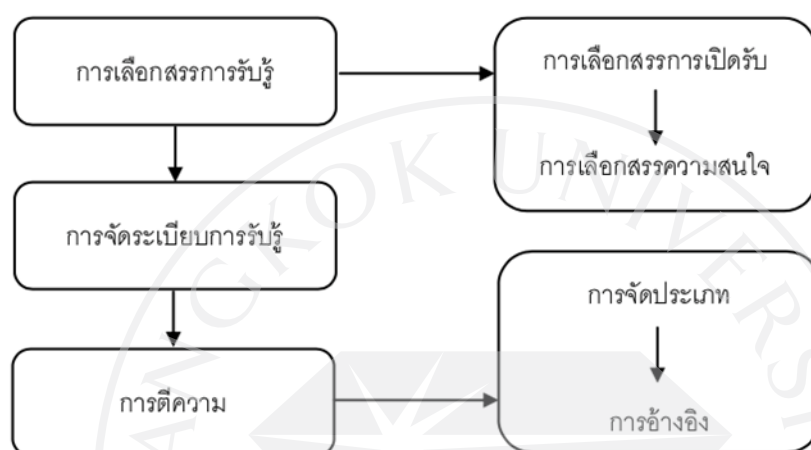 การเลือกสรรการรับรู้
การเลือกสรรการเปิดรับ
การเลือกสรรความสนใจ
การจัดระเบียบการรับรู้
การตีความ
การจัดประเภท
การอ้างอิง
ANGKOK UNIVERSI